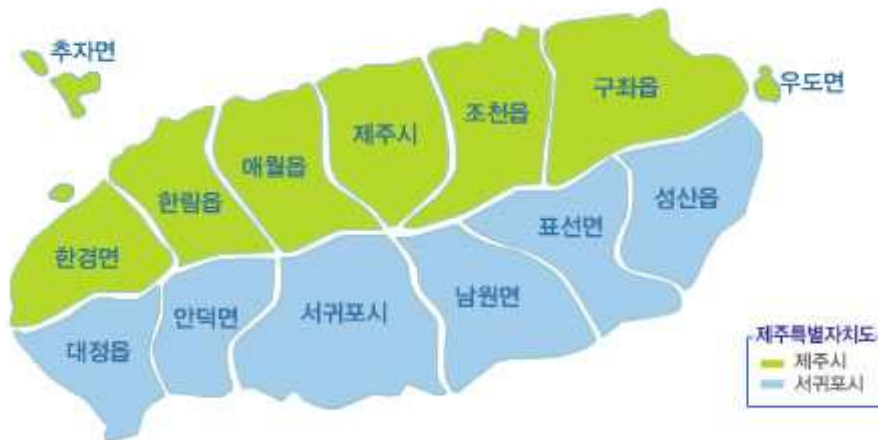 추자면
구좌읍
우도면
조천읍
제주시
매월읍
한림읍
성산읍
표선면
한경면
남원면
안덕면
서귀포시
대정읍
제주특별자치도
제주시
서귀포시